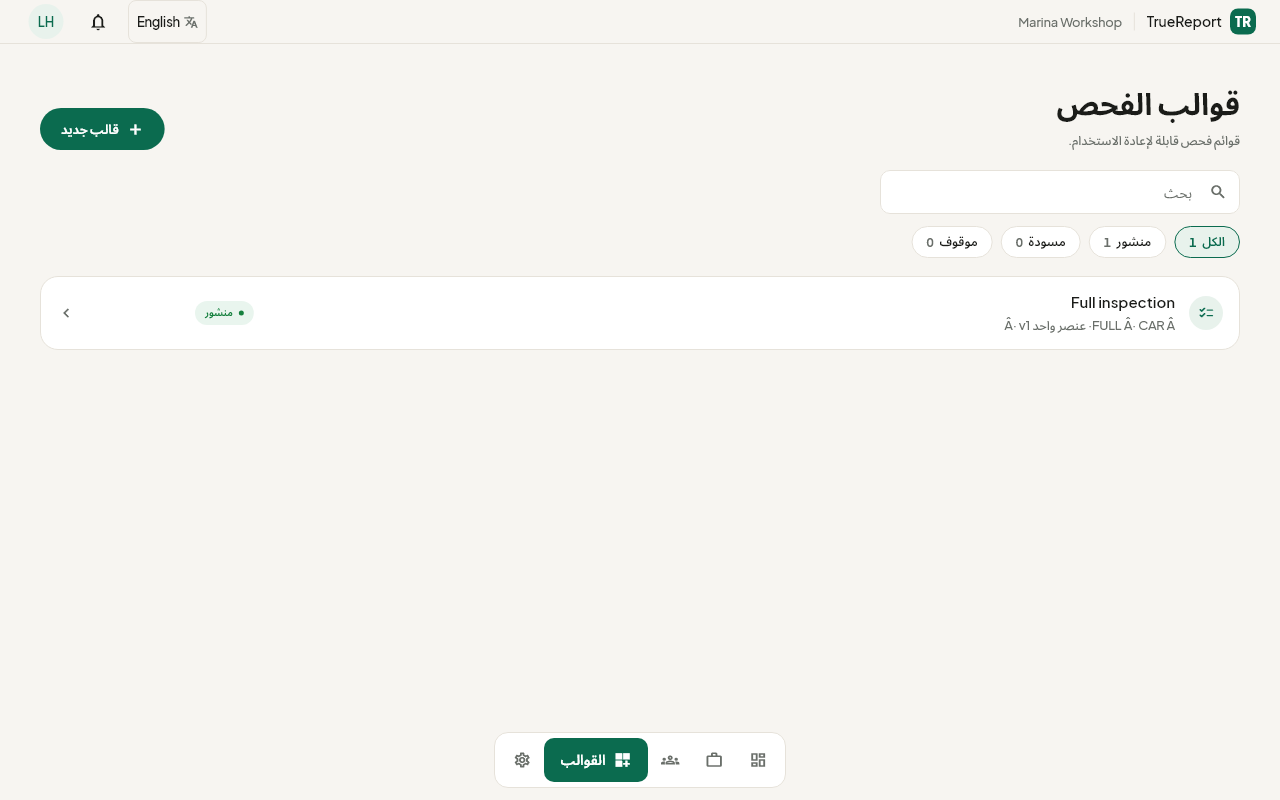 TR TrueReport Marina Workshop English LH
قوالب الفحص
قوائم فحص قابلة لإعادة الاستخدام.
قالب جديد
بحث
الكل 1 منشور 1 مسودة 0 موقوف 0
Full inspection
FULL Â· CAR Â· عنصر واحد Â· v1
منشور
القوالب